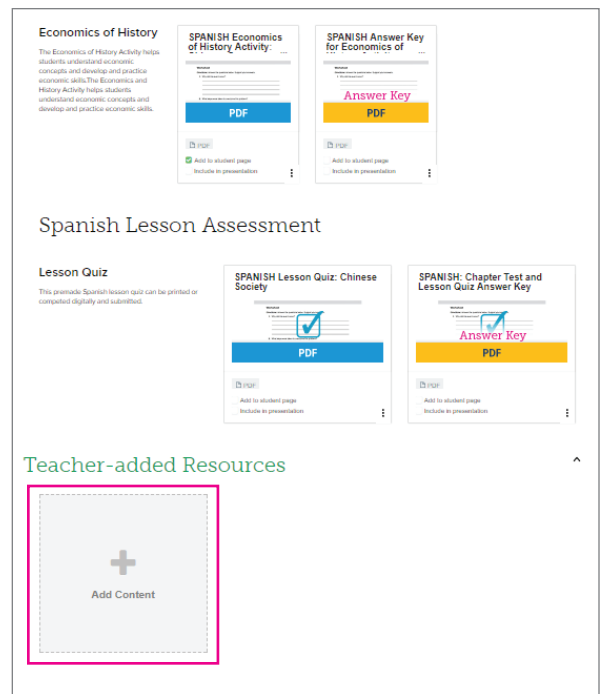 Economics of History
The Economics of History Activity helps
students understand economic
concepts and develop and practice
economic skills.The Economics and
History Activity helps students
understand economic concepts and
develop and practice economic skills.
SPANISH Economics
of History Activity:
PDF
PDF
Add to student page
Include in presentation
SPANISH Answer Key
for Economics of
Answer Key
PDF
PDF
Add to student page
Include in presentation
Spanish Lesson Assessment
Lesson Quiz
This premade Spanish lesson quiz can be printed or
competed digitally and submitted.
SPANISH Lesson Quiz: Chinese
Society
PDF
PDF
Add to student page
Include in presentation
SPANISH: Chapter Test and
Lesson Quiz Answer Key
Answer Key
PDF
PDF
Add to student page
Include in presentation
Teacher-added Resources
Add Content